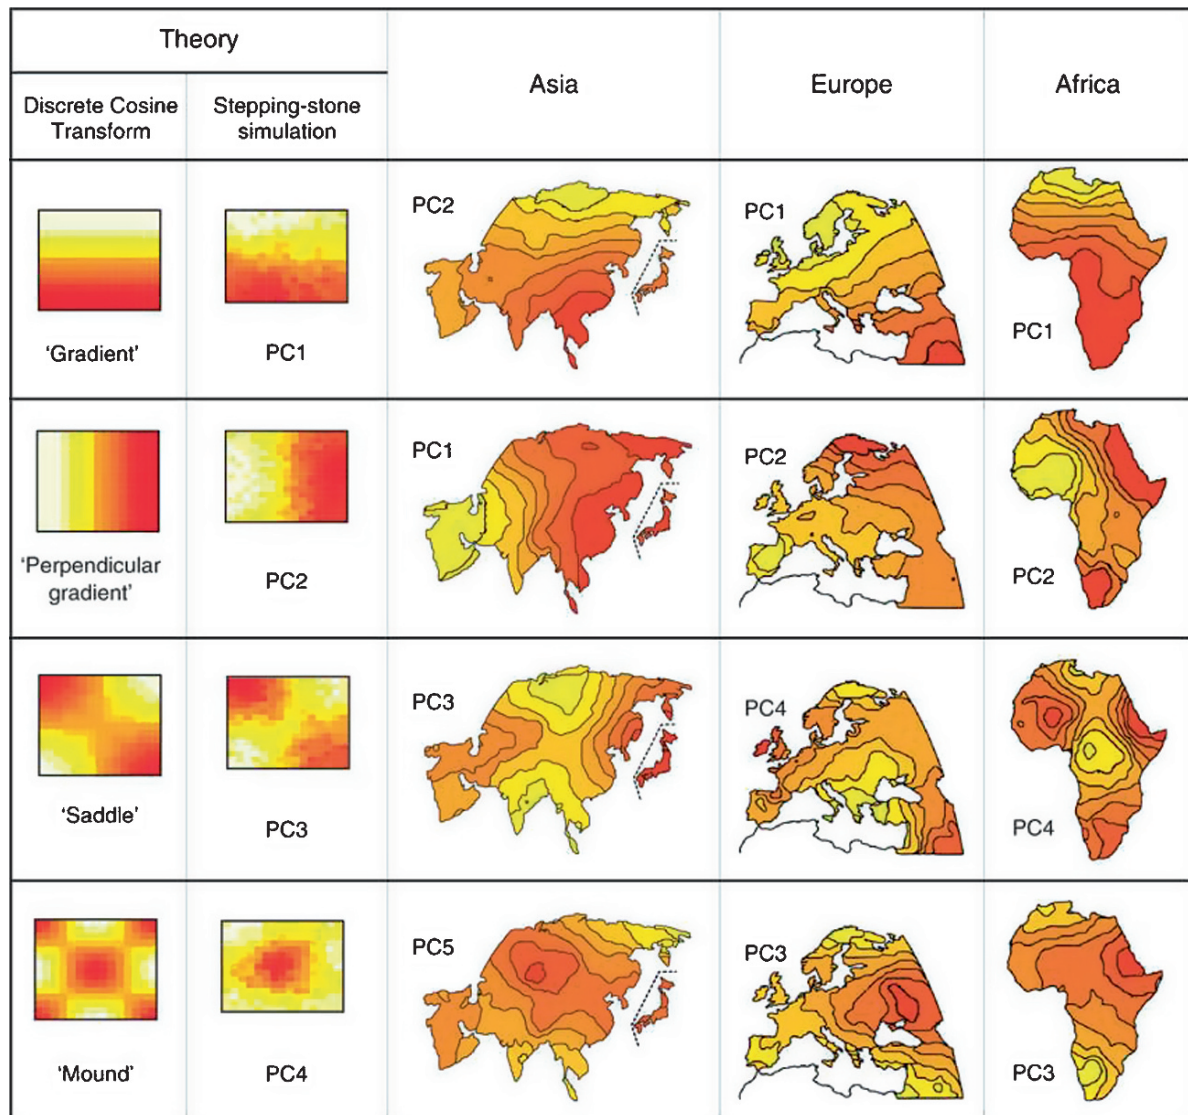 Theory
Asia
Europe
Africa
Discrete Cosine
Transform
Stepping-stone
simulation
'Gradient'
PC1
PC2
PC1
PC1
'Perpendicular
gradient'
PC2
PC1
PC2
PC2
'Saddle'
PC3
PC3
PC4
PC4
'Mound'
PC4
PC5
PC3
PC3